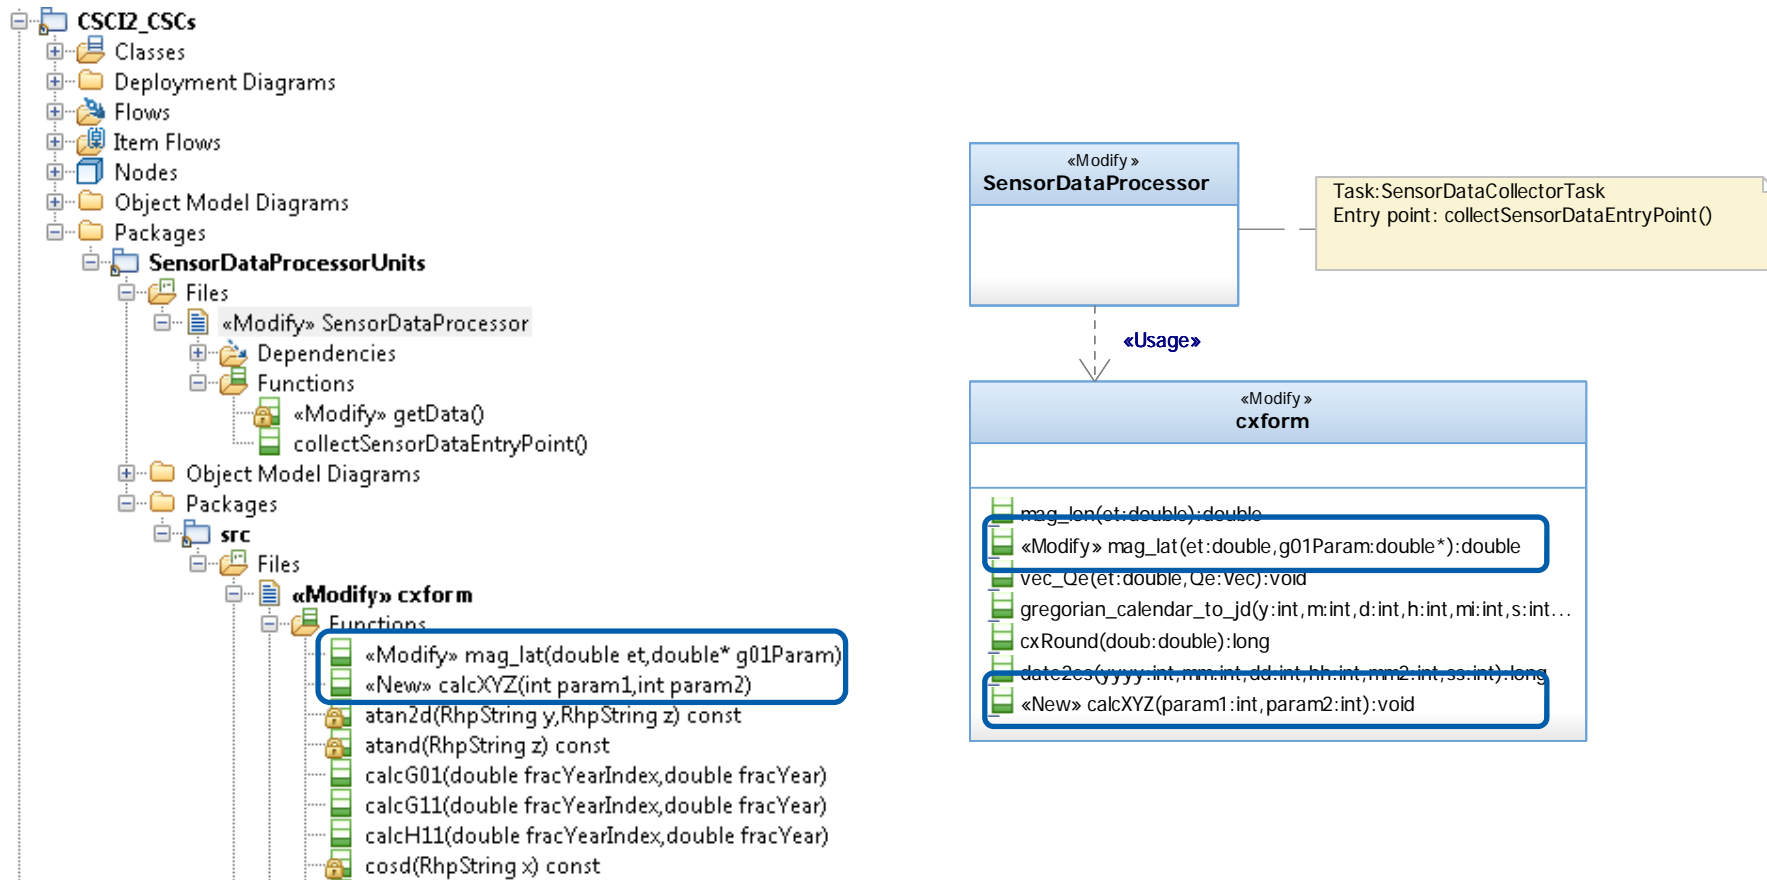 CSCI2_CSCs
Classes
Deployment Diagrams
Flows
Item Flows
Nodes
Object Model Diagrams
Packages
SensorDataProcessorUnits
Files
«Modify» SensorDataProcessor
Dependencies
Functions
«Modify» getData()
collectSensorDataEntryPoint()
Object Model Diagrams
Packages
src
Files
«Modify» cxform
Functions
«Modify» mag_lat(double et,double* g01Param)
«New» calcXYZ(int param1,int param2)
atan2d(RhpString y,RhpString z) const
atand(RhpString z) const
calcG01(double fracYearIndex,double fracYear)
calcG11(double fracYearIndex,double fracYear)
calcH11(double fracYearIndex,double fracYear)
cosd(RhpString x) const
«Modify»
SensorDataProcessor
Task:SensorDataCollectorTask
Entry point: collectSensorDataEntryPoint()
«Usage»
«Modify»
cxform
mag_lon(et:double):double
«Modify» mag_lat(et:double,g01Param:double*):double
vec_Qe(et:double,Qe:Vec):void
gregorian_calendar_to_jd(y:int,m:int,d:int,h:int,mi:int,s:int...
cxRound(doub:double):long
date2es(yyyy:int,mm:int,dd:int,hh:int,mm2:int,ss:int):long
«New» calcXYZ(param1:int,param2:int):void